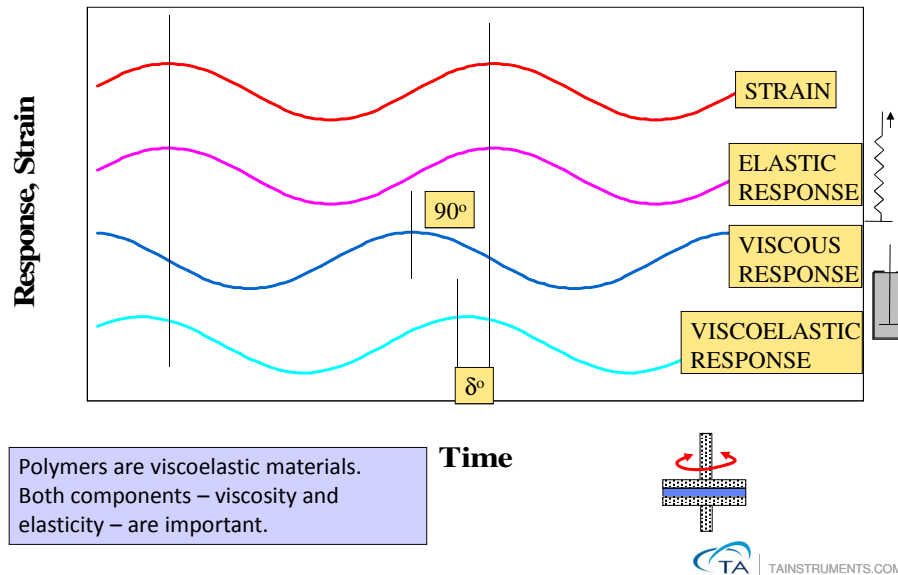 Response, Strain
STRAIN
ELASTIC
RESPONSE
90º
VISCOUS
RESPONSE
VISCOELASTIC
RESPONSE
δº
Time
Polymers are viscoelastic materials.
Both components – viscosity and
elasticity – are important.
TA
TAINSTRUMENTS.COM